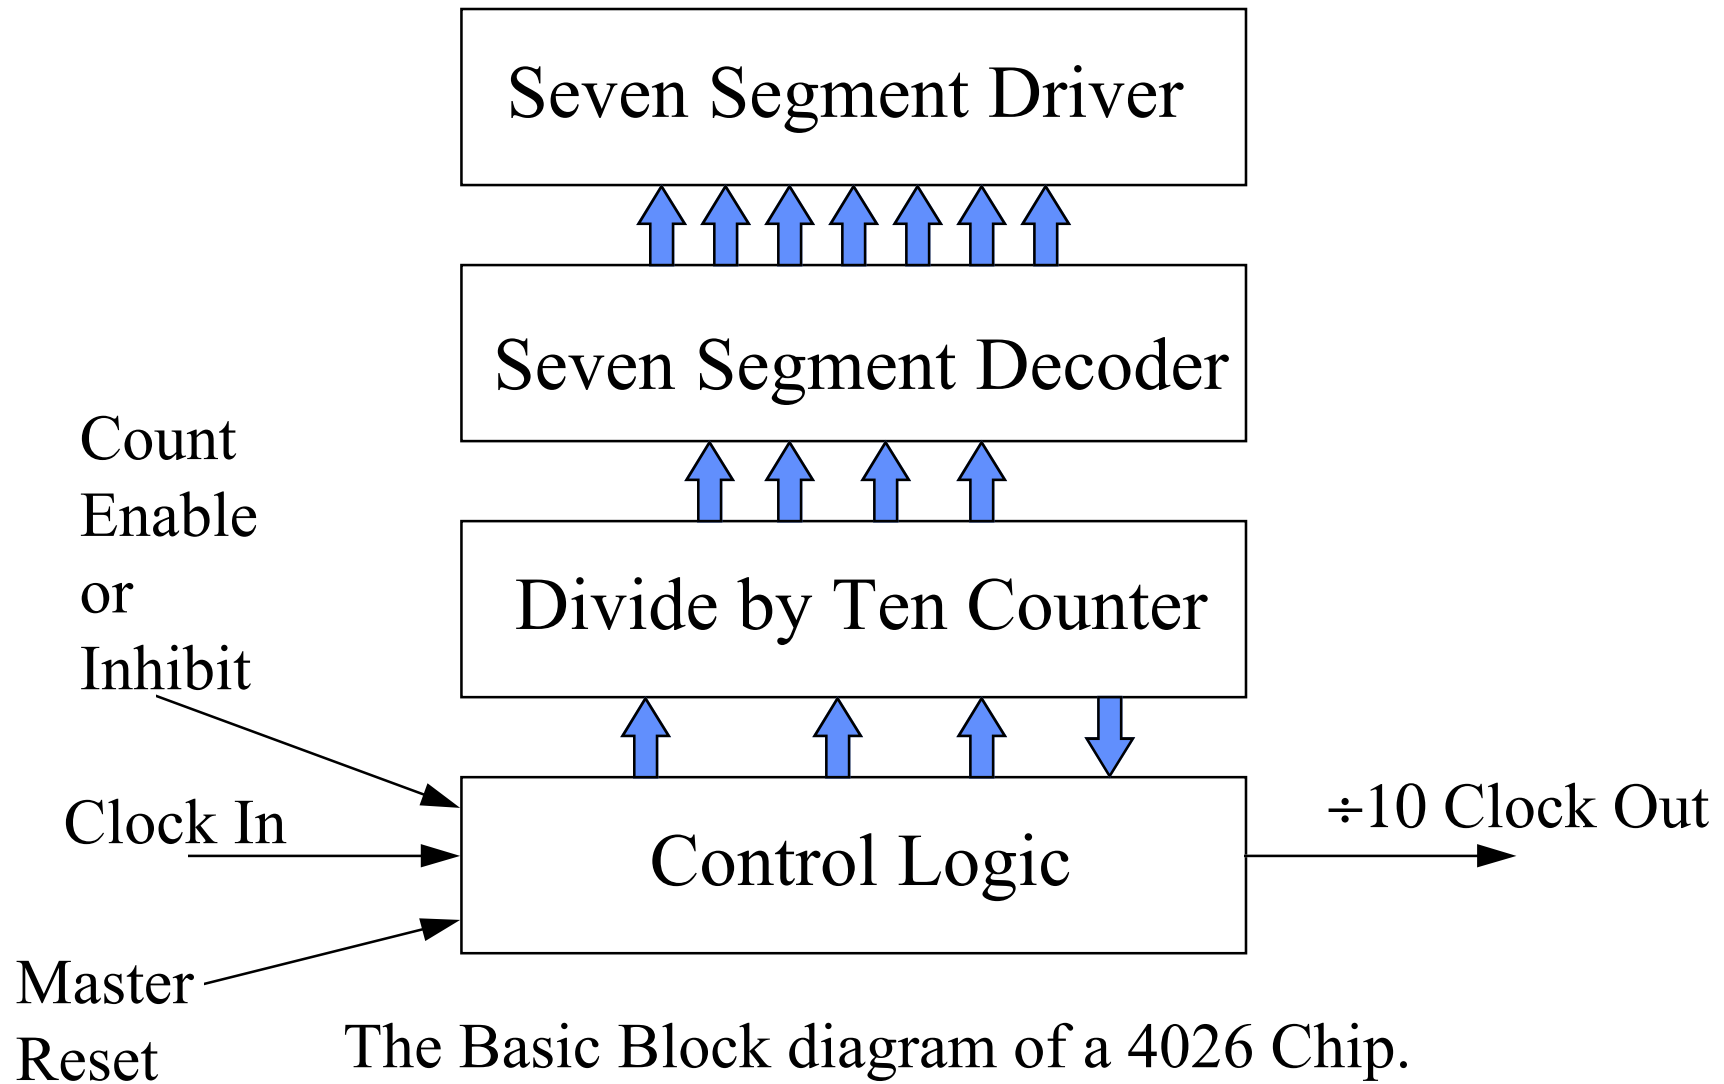 Seven Segment Driver
Seven Segment Decoder
Count
Enable
or
Inhibit
Divide by Ten Counter
Clock In
Control Logic
÷10 Clock Out
Master
Reset
The Basic Block diagram of a 4026 Chip.